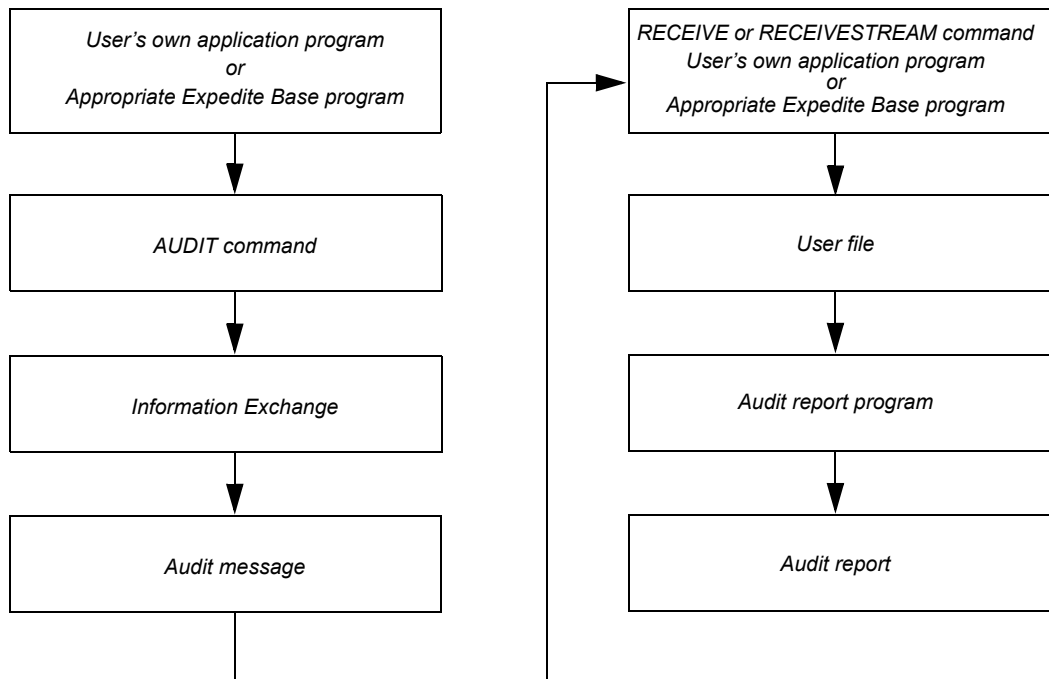 User's own application program
or
Appropriate Expedite Base program
AUDIT command
Information Exchange
Audit message
RECEIVE or RECEIVESTREAM command
User's own application program
or
Appropriate Expedite Base program
User file
Audit report program
Audit report